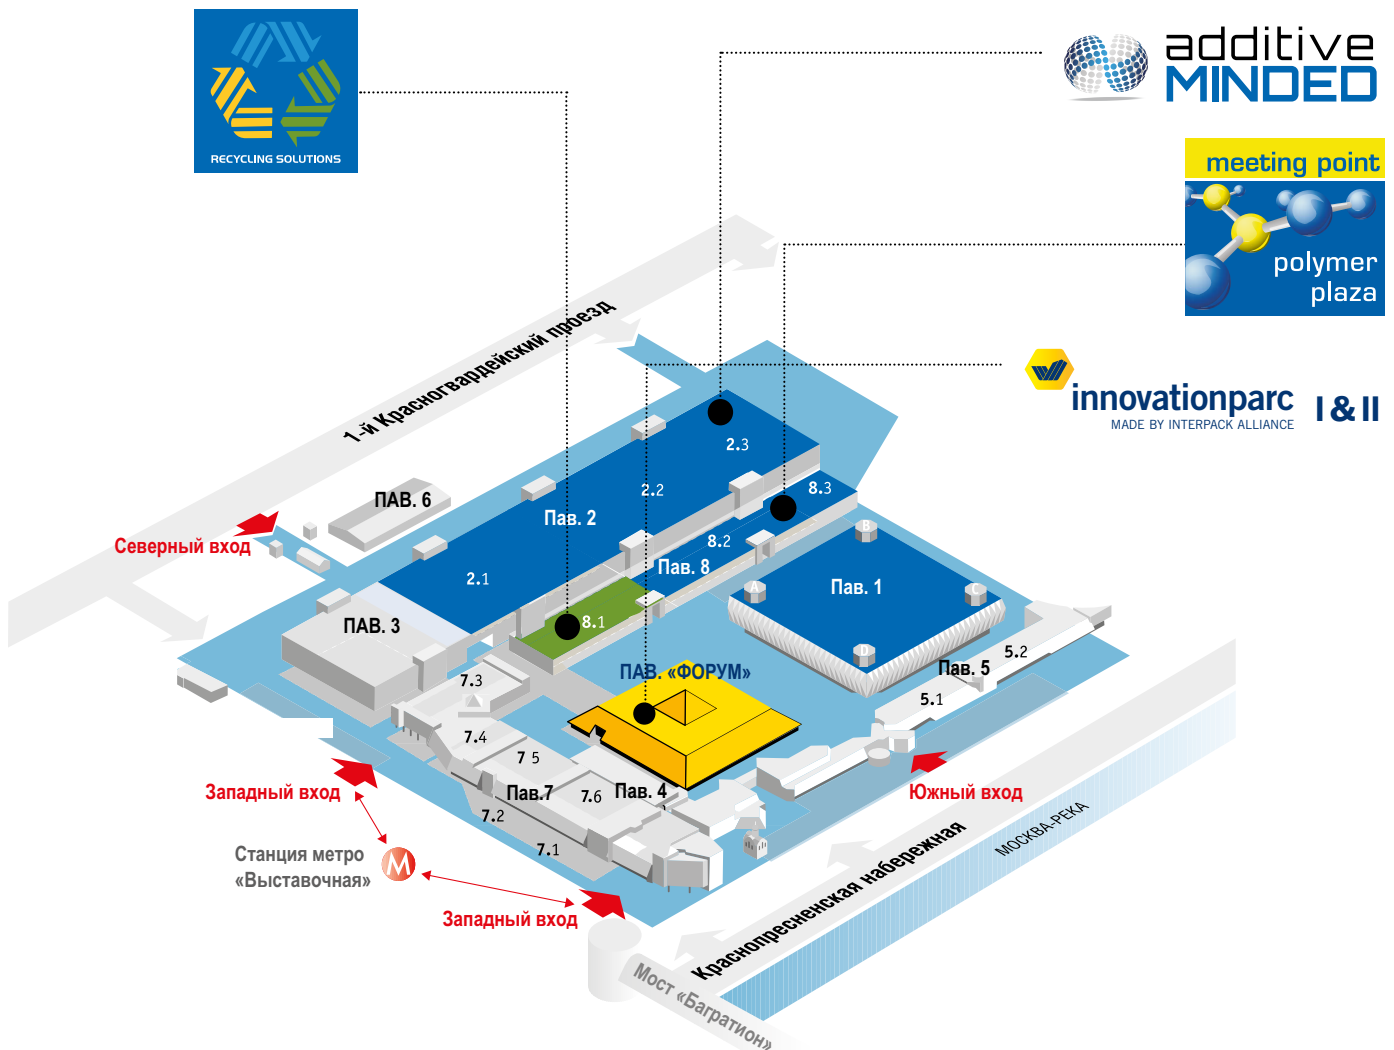 RECYCLING SOLUTIONS
additive
MINDED
meeting point
polymer
plaza
innovationparc
MADE BY INTERPACK ALLIANCE
I & II
1-й Красногвардейский проезд
ПАВ. 6
Северный вход
2.3
2.2
Пав. 2
2.1
8.3
8.2
Пав. 8
8.1
ПАВ. 3
B
A
Пав. 1
C
D
5.2
Пав. 5
5.1
ПАВ. «ФОРУМ»
7.3
7.4
7 5
Пав.7
7.6
Пав. 4
7.2
7.1
Западный вход
Станция метро
«Выставочная»
М
Западный вход
Южный вход
МОСКВА-РЕКА
Краснопресненская набережная
Мост «Багратион»